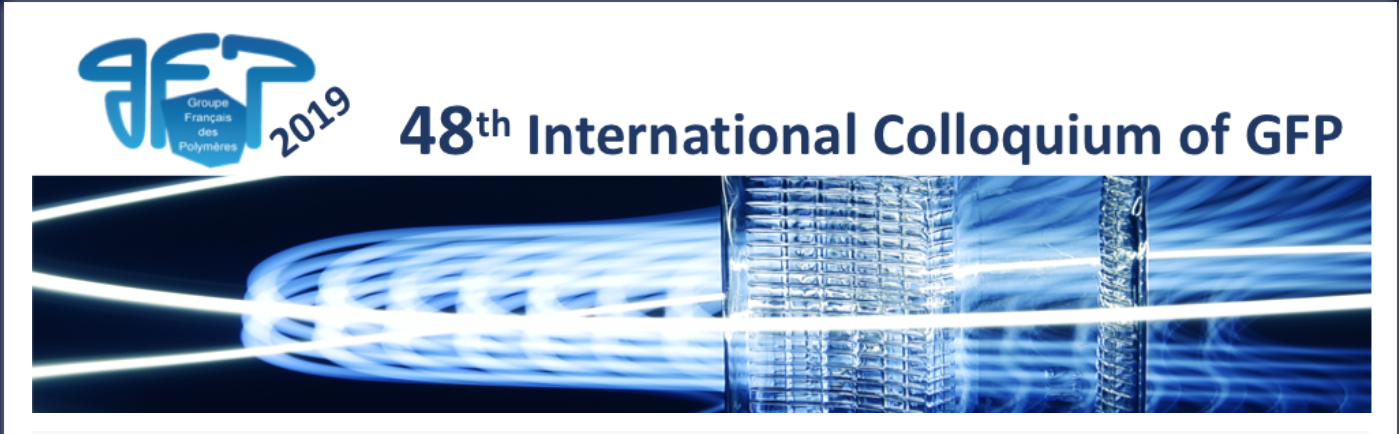 gfp
Groupe
Français
des
Polymères
2019
48th International Colloquium of GFP